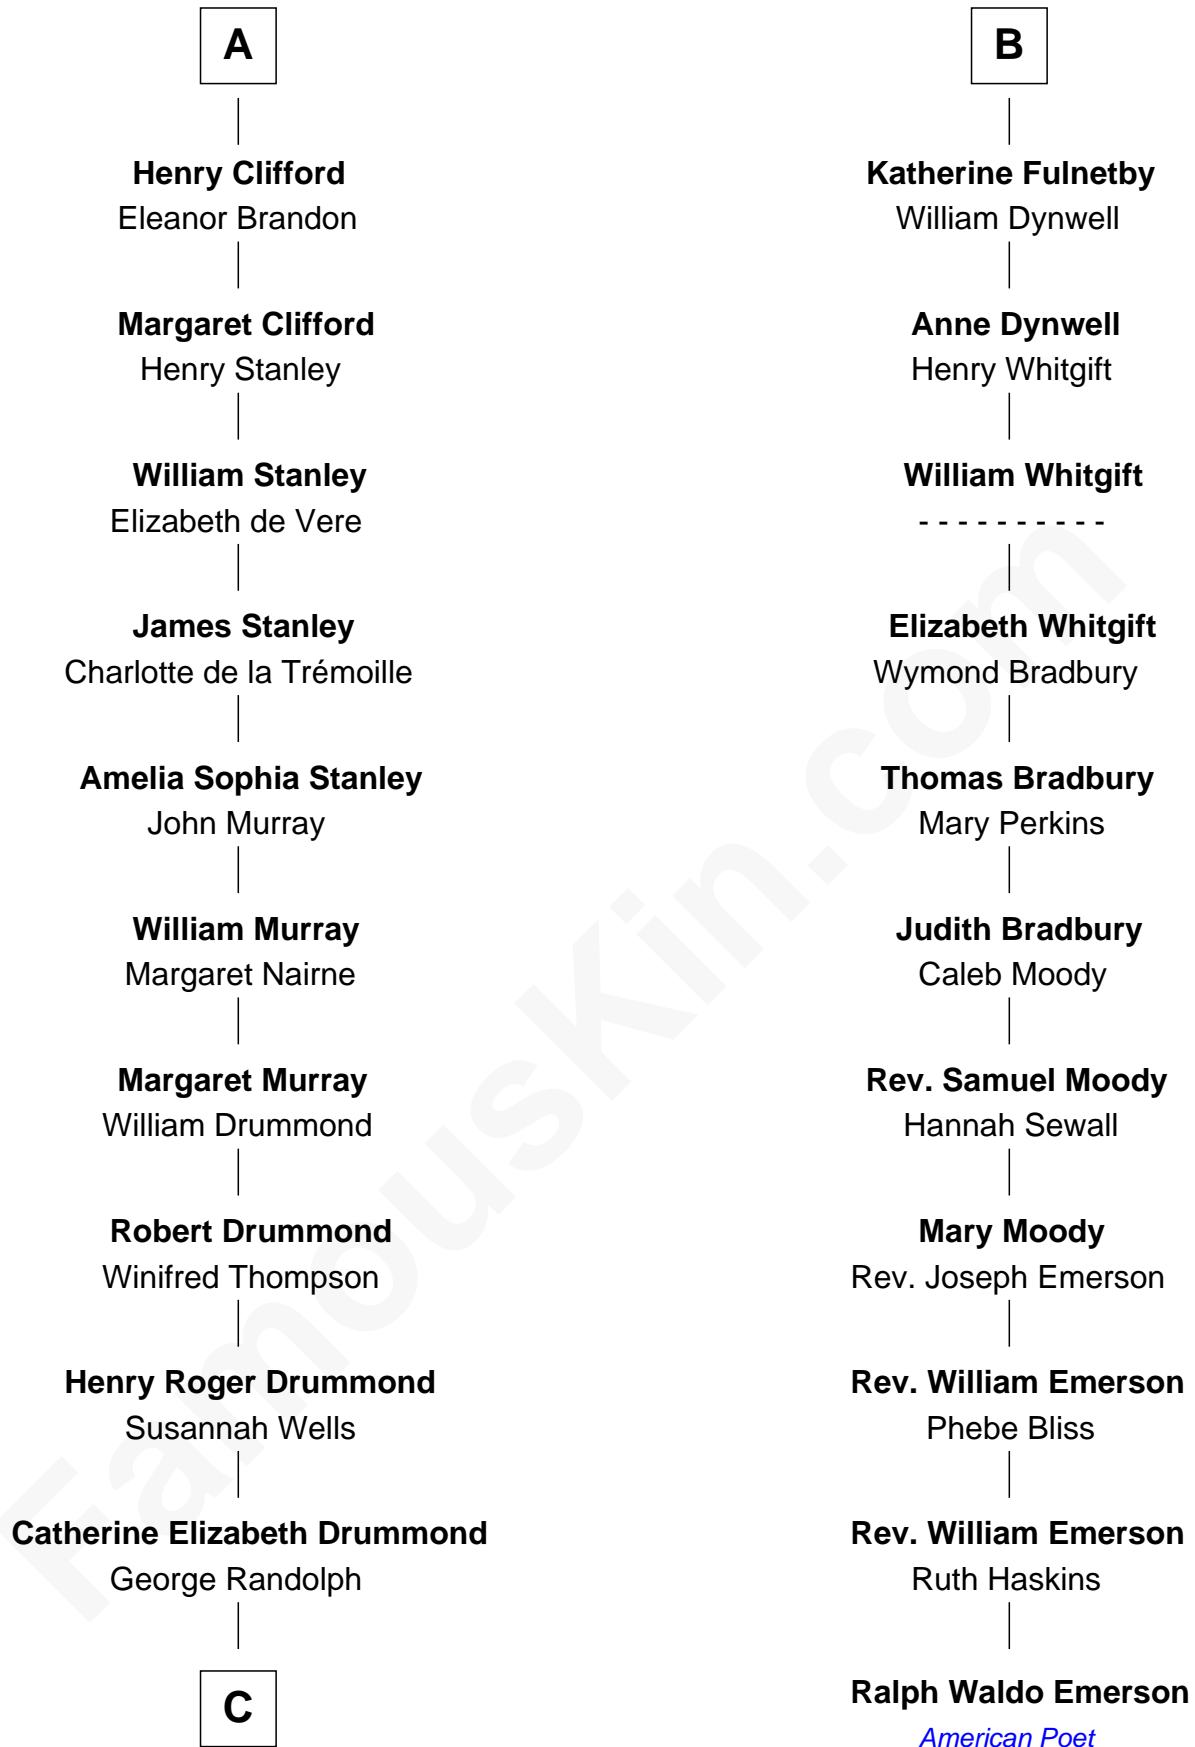 A
Henry Clifford
Eleanor Brandon
Margaret Clifford
Henry Stanley
William Stanley
Elizabeth de Vere
James Stanley
Charlotte de la Trémoille
Amelia Sophia Stanley
John Murray
William Murray
Margaret Nairne
Margaret Murray
William Drummond
Robert Drummond
Winifred Thompson
Henry Roger Drummond
Susannah Wells
Catherine Elizabeth Drummond
George Randolph
C
B
Katherine Fulnetby
William Dynwell
Anne Dynwell
Henry Whitgift
William Whitgift
- - - - - - - - - -
Elizabeth Whitgift
Wymond Bradbury
Thomas Bradbury
Mary Perkins
Judith Bradbury
Caleb Moody
Rev. Samuel Moody
Hannah Sewall
Mary Moody
Rev. Joseph Emerson
Rev. William Emerson
Phebe Bliss
Rev. William Emerson
Ruth Haskins
Ralph Waldo Emerson
American Poet
FamousKin.com